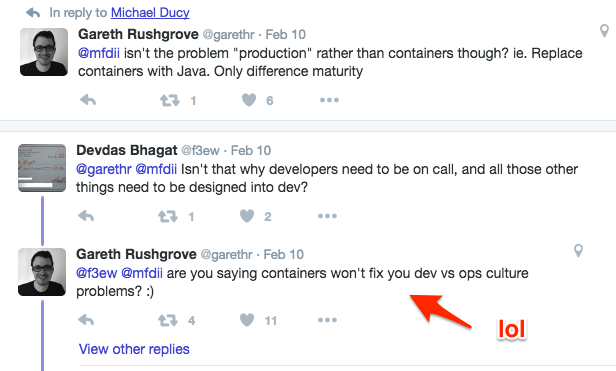 In reply to Michael Ducy
Gareth Rushgrove @garethr · Feb 10
@mfdii isn't the problem "production" rather than containers though? ie. Replace
containers with Java. Only difference maturity
1 6
Devdas Bhagat @f3ew · Feb 10
@garethr @mfdii Isn't that why developers need to be on call, and all those other
things need to be designed into dev?
1 2
Gareth Rushgrove @garethr · Feb 10
@f3ew @mfdii are you saying containers won't fix you dev vs ops culture
problems? :)
4 11
lol
View other replies